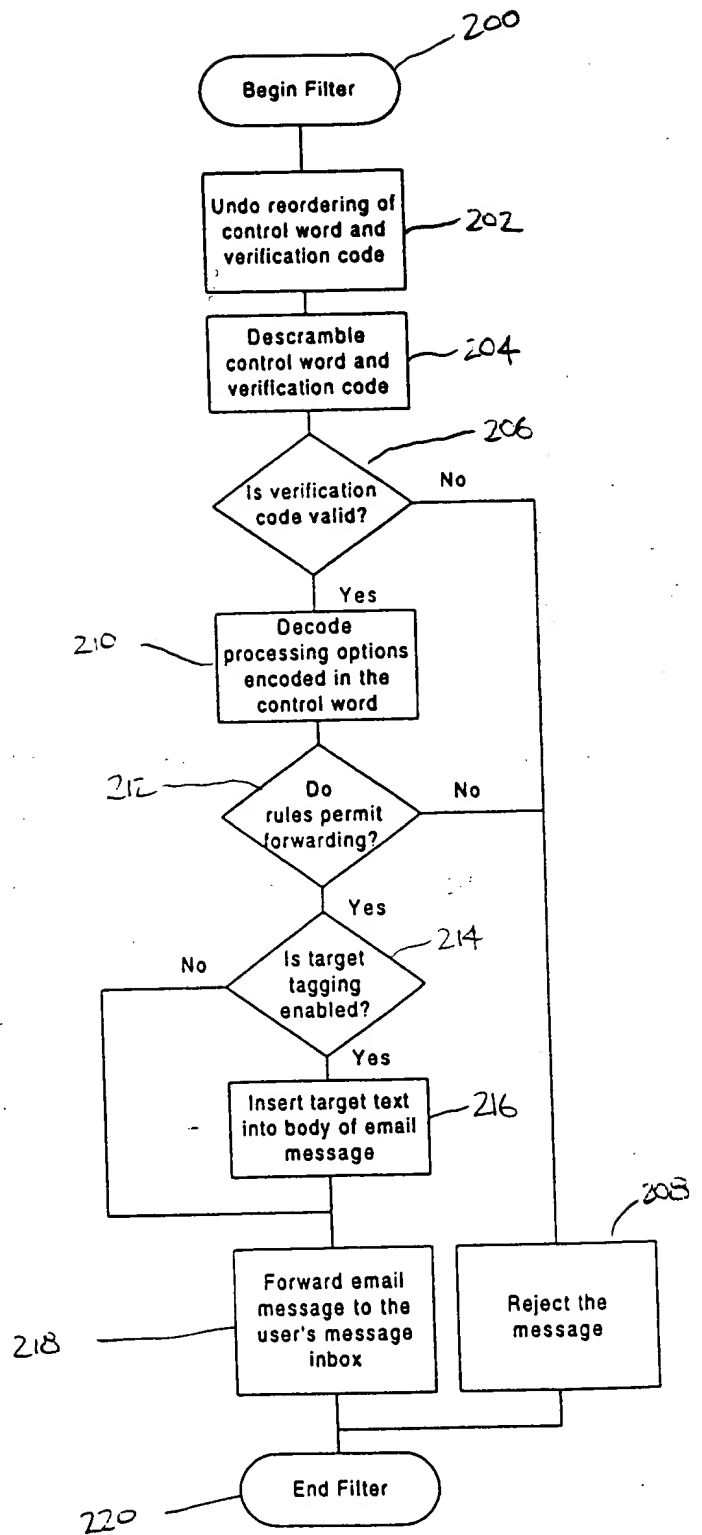 200
Begin Filter
Undo reordering of
control word and
verification code
202
Descramble
control word and
verification code
204
206
Is verification
code valid?
No
Yes
210
Decode
processing options
encoded in the
control word
212
Do
rules permit
forwarding?
No
Yes
214
No
Is target
tagging
enabled?
Yes
Insert target text
into body of email
message
216
208
Forward email
message to the
user's message
inbox
218
Reject the
message
End Filter
220